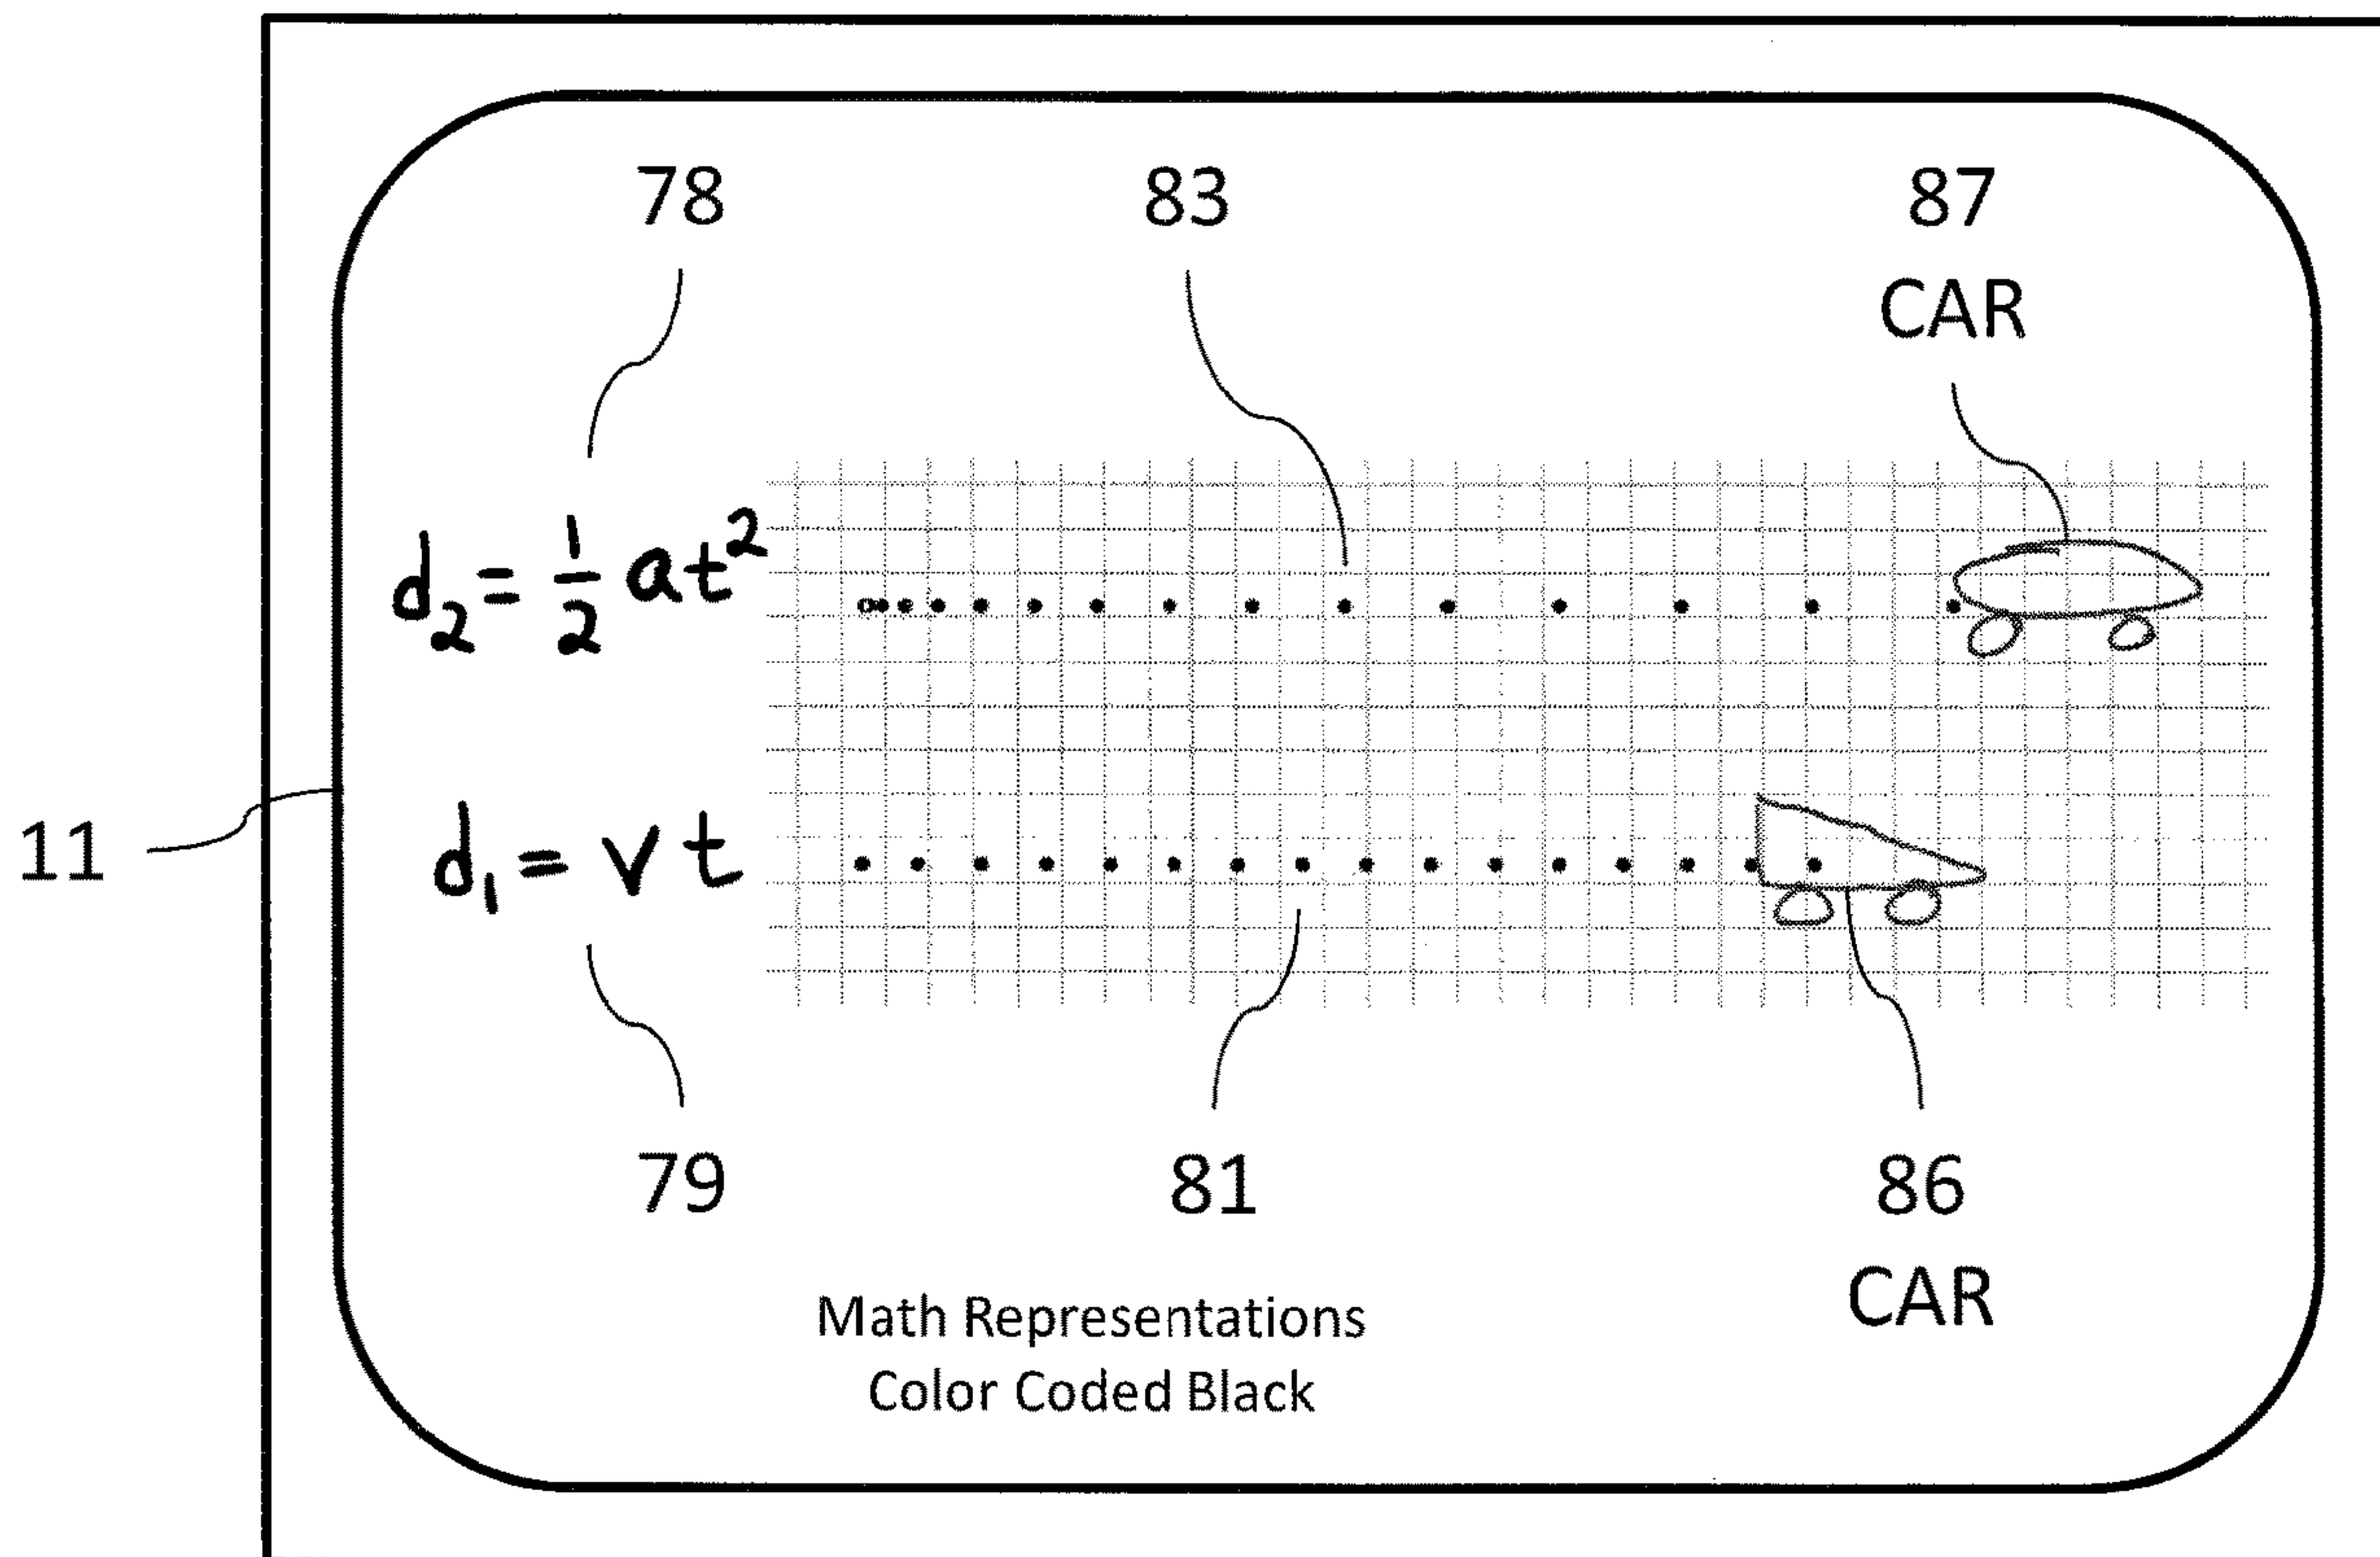 78 83 87
CAR
d₂ = 1/2 at²
d₁ = vt
11
79 81 86
CAR
Math Representations
Color Coded Black